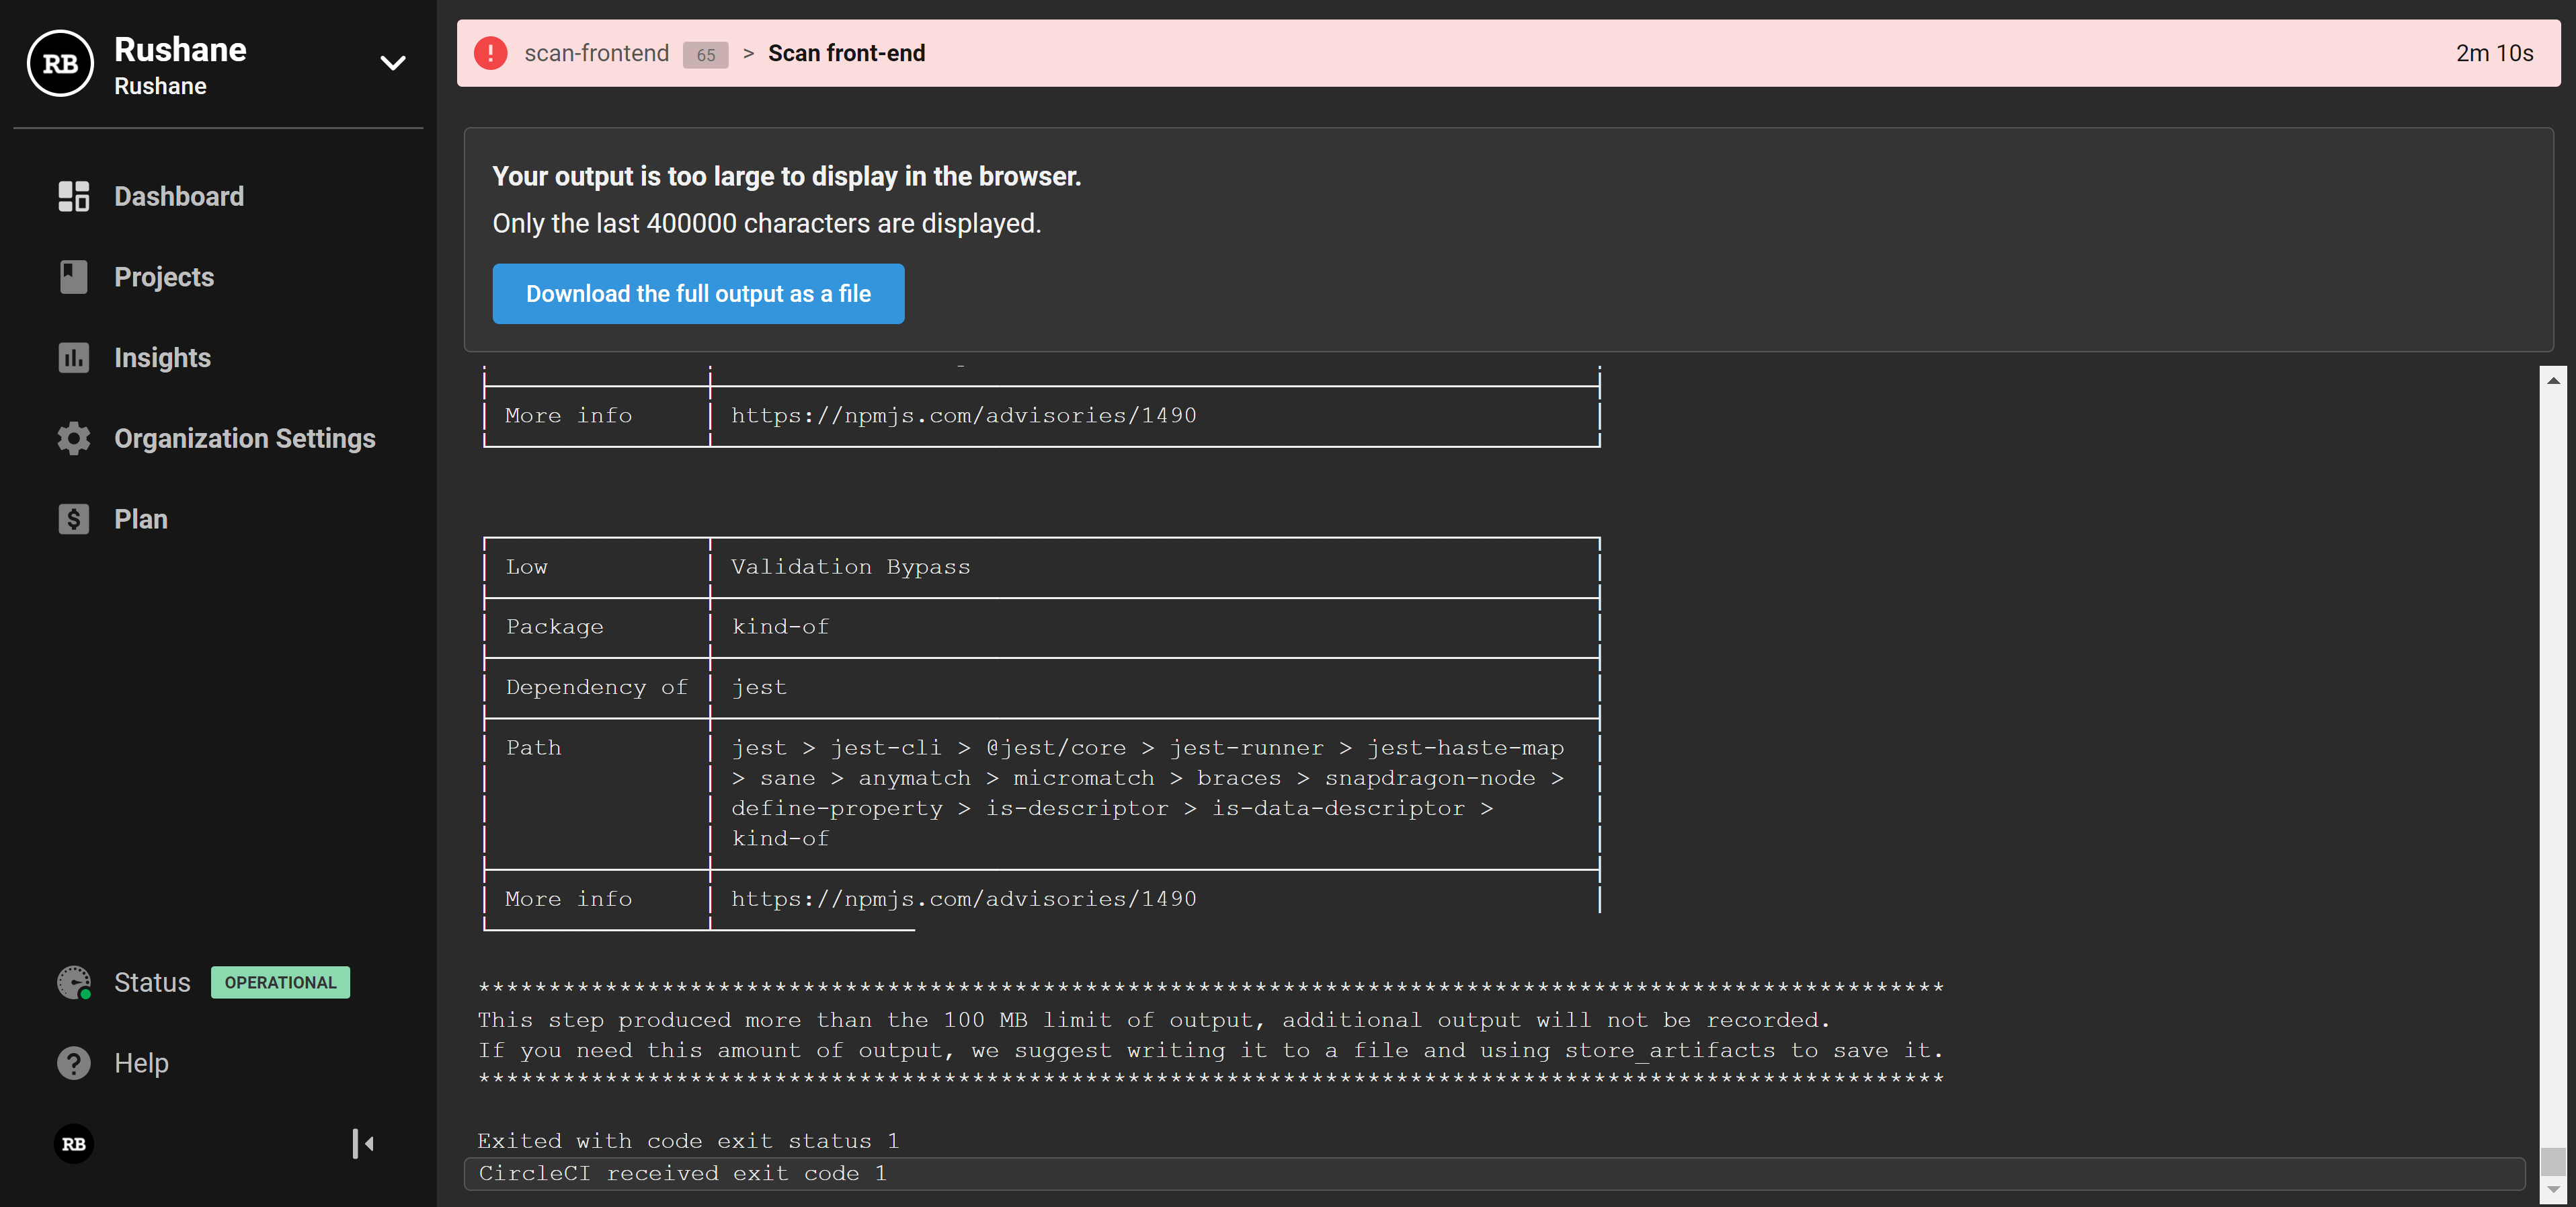 RB
Rushane
Rushane
Dashboard
Projects
Insights
Organization Settings
Plan
Status OPERATIONAL
Help
RB
scan-frontend 65 > Scan front-end 2m 10s
Your output is too large to display in the browser.
Only the last 400000 characters are displayed.
Download the full output as a file
More info https://npmjs.com/advisories/1490
Low Validation Bypass
Package kind-of
Dependency of jest
Path jest > jest-cli > @jest/core > jest-runner > jest-haste-map
> sane > anymatch > micromatch > braces > snapdragon-node >
define-property > is-descriptor > is-data-descriptor >
kind-of
More info https://npmjs.com/advisories/1490
********************************************************************************************************
This step produced more than the 100 MB limit of output, additional output will not be recorded.
If you need this amount of output, we suggest writing it to a file and using store_artifacts to save it.
********************************************************************************************************
Exited with code exit status 1
CircleCI received exit code 1